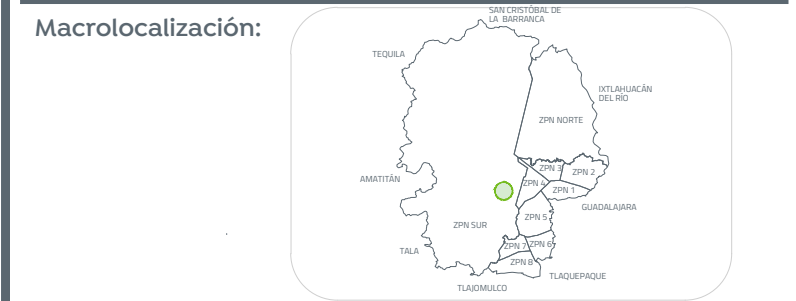 Macrolocalización:
SAN CRISTÓBAL DE
LA BARRANCA
TEQUILA
IXTLAHUACÁN
DEL RÍO
ZPN NORTE
ZPN 3
ZPN 2
AMATITÁN
ZPN 4
ZPN 1
GUADALAJARA
ZPN 5
ZPN SUR
ZPN 7
ZPN 6
TALA
ZPN 8
TLAQUEPAQUE
TLAJOMULCO